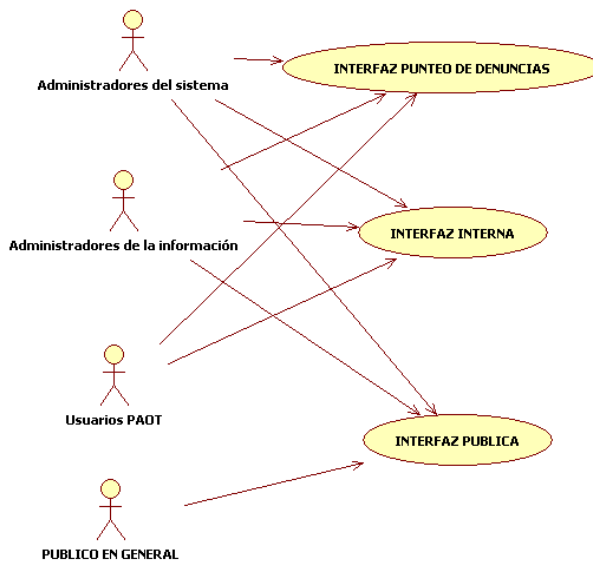 INTERFAZ PUNTEO DE DENUNCIAS
Administradores del sistema
INTERFAZ INTERNA
Administradores de la información
Usuarios PAOT
INTERFAZ PUBLICA
PUBLICO EN GENERAL